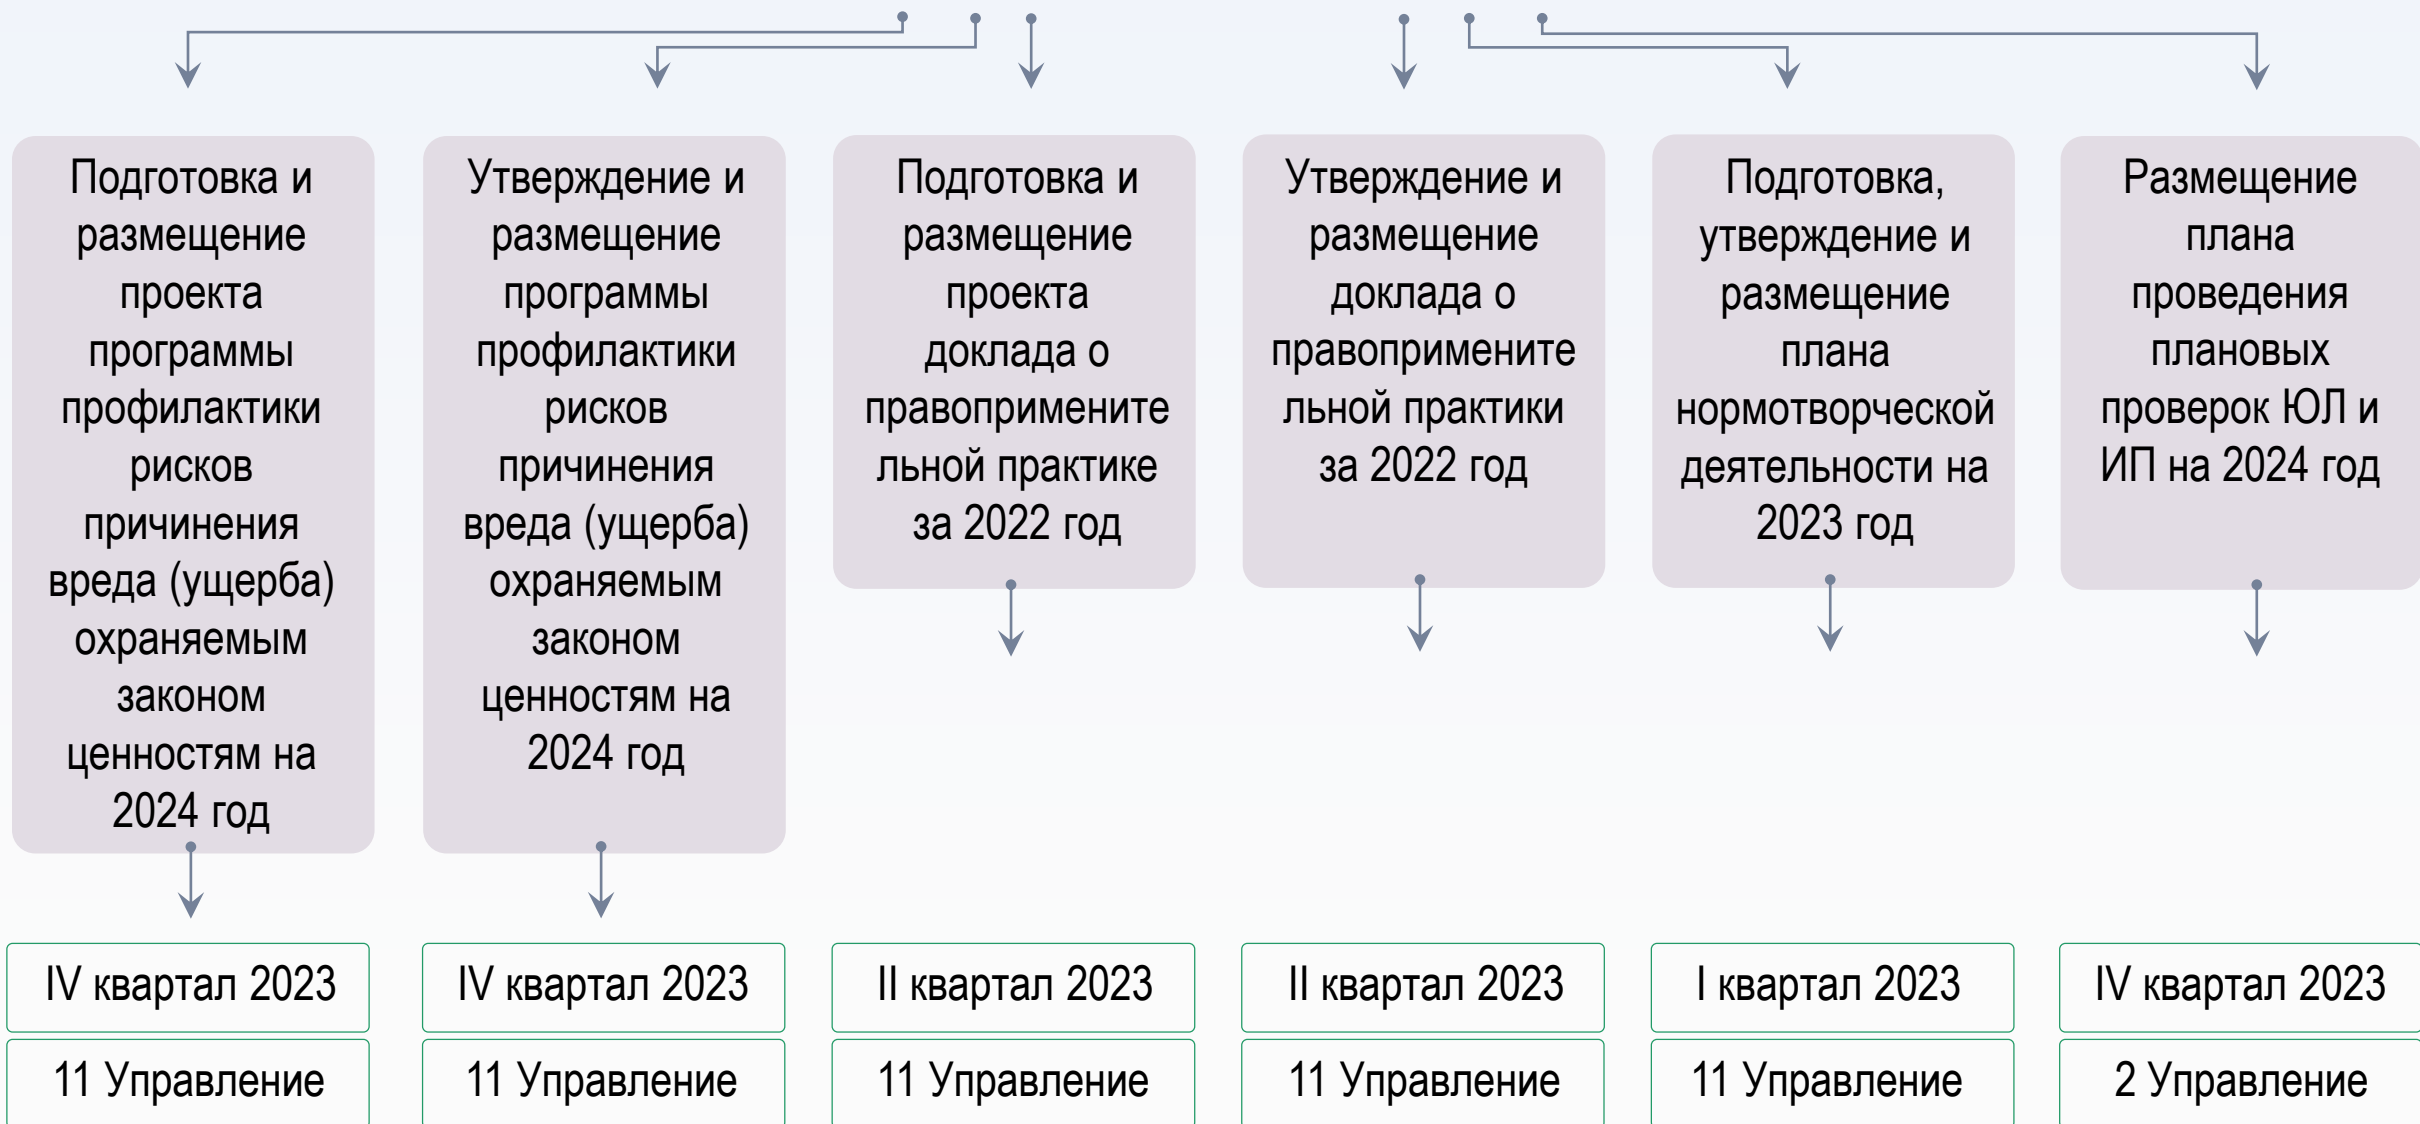 Подготовка и
размещение
проекта
программы
профилактики
рисков
причинения
вреда (ущерба)
охраняемым
законом
ценностям на
2024 год
Утверждение и
размещение
программы
профилактики
рисков
причинения
вреда (ущерба)
охраняемым
законом
ценностям на
2024 год
Подготовка и
размещение
проекта
доклада о
правопримените
льной практике
за 2022 год
Утверждение и
размещение
доклада о
правопримените
льной практики
за 2022 год
Подготовка,
утверждение и
размещение
плана
нормотворческой
деятельности на
2023 год
Размещение
плана
проведения
плановых
проверок ЮЛ и
ИП на 2024 год
IV квартал 2023
IV квартал 2023
II квартал 2023
II квартал 2023
I квартал 2023
IV квартал 2023
11 Управление
11 Управление
11 Управление
11 Управление
11 Управление
2 Управление